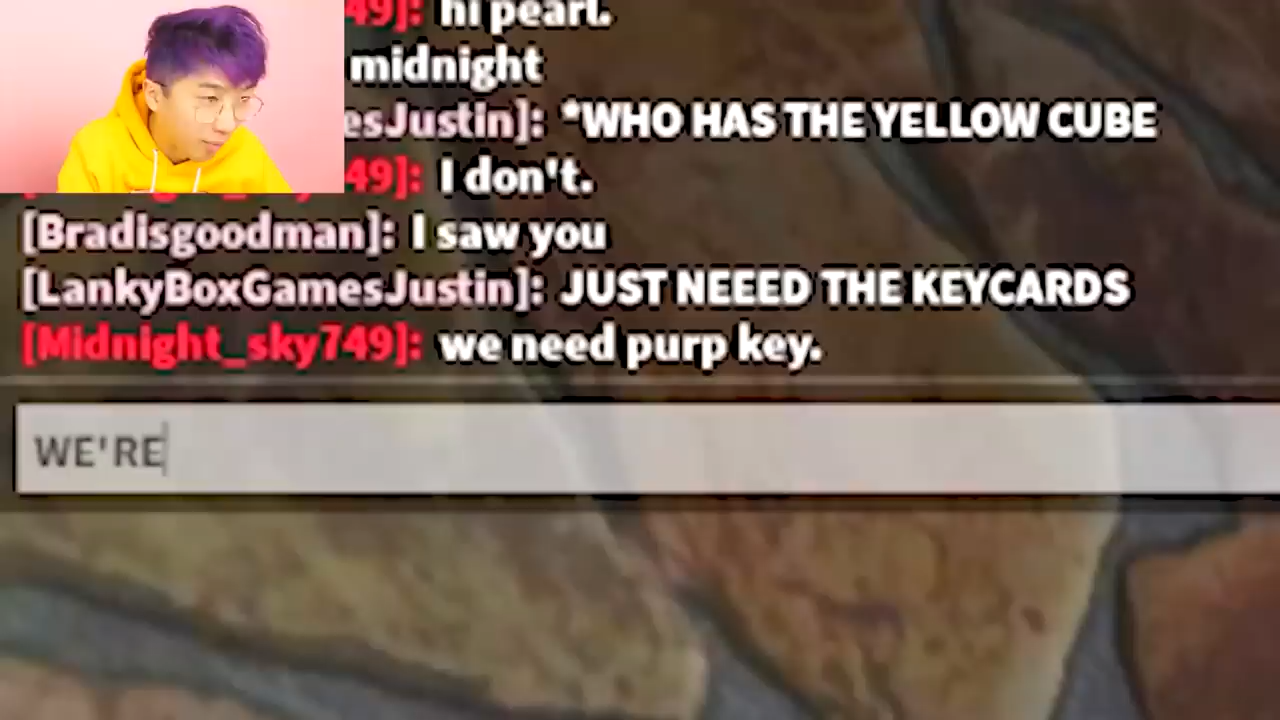 49]: hi pearl.
midnight
esJustin]: *WHO HAS THE YELLOW CUBE
49]: I don't.
[Bradisgoodman]: I saw you
[LankyBoxGamesJustin]: JUST NEEED THE KEYCARDS
[Midnight_sky749]: we need purp key.
WE'RE